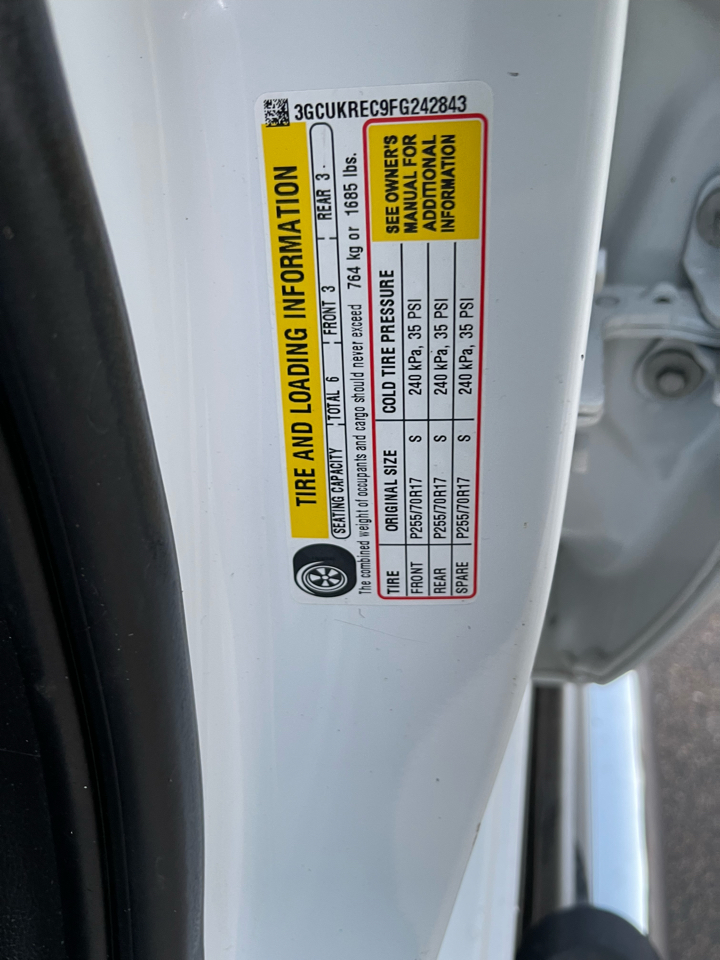 3GCUKREC9FG242843
TIRE AND LOADING INFORMATION
SEATING CAPACITY TOTAL 6 FRONT 3 REAR 3
The combined weight of occupants and cargo should never exceed 764 kg or 1685 lbs.
TIRE ORIGINAL SIZE COLD TIRE PRESSURE
FRONT P255/70R17 S 240 kPa, 35 PSI
REAR P255/70R17 S 240 kPa, 35 PSI
SPARE P255/70R17 S 240 kPa, 35 PSI
SEE OWNER'S
MANUAL FOR
ADDITIONAL
INFORMATION